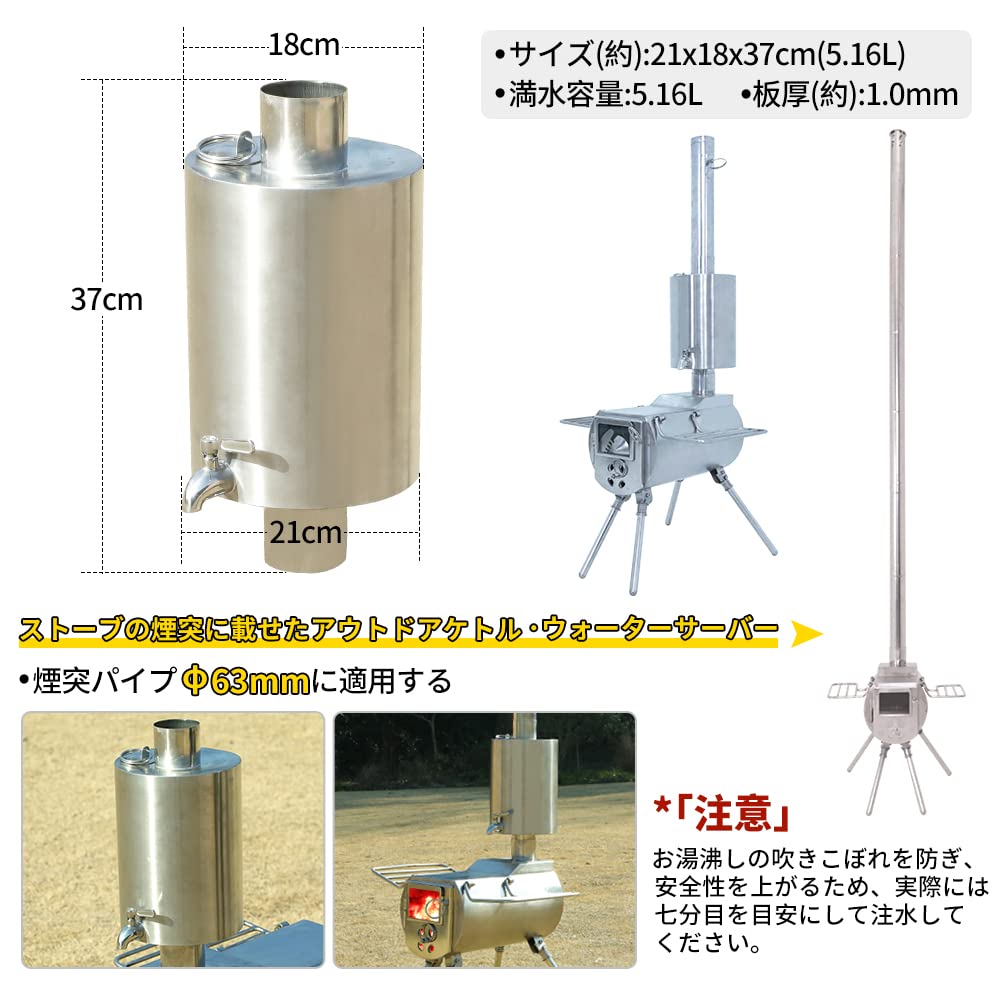 18cm
•サイズ(約):21x18x37cm(5.16L)
•満水容量:5.16L •板厚(約):1.0mm
37cm
21cm
ストーブの煙突に載せたアウトドアケトル・ウォーターサーバー
•煙突パイプΦ63mmに適用する
*「注意」
お湯沸しの吹きこぼれを防ぎ、
安全性を上がるため、実際には
七分目を目安にして注水して
ください。